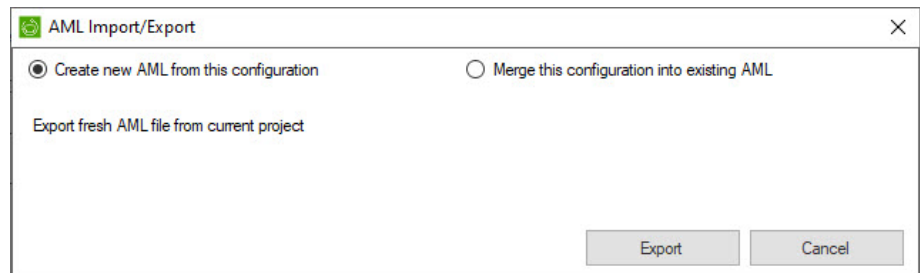 AML Import/Export
Create new AML from this configuration
Merge this configuration into existing AML
Export fresh AML file from current project
Export
Cancel